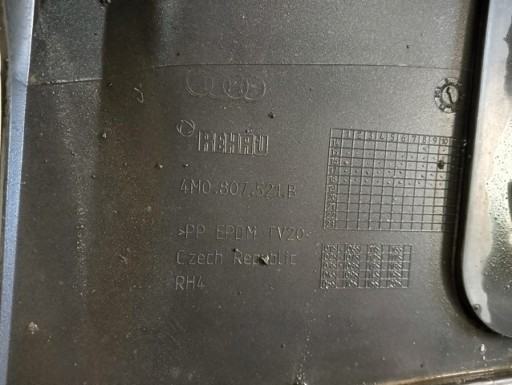 REHAU
4M0.807.521.B
>PP EPDM TV20<
Czech Republic
RH4